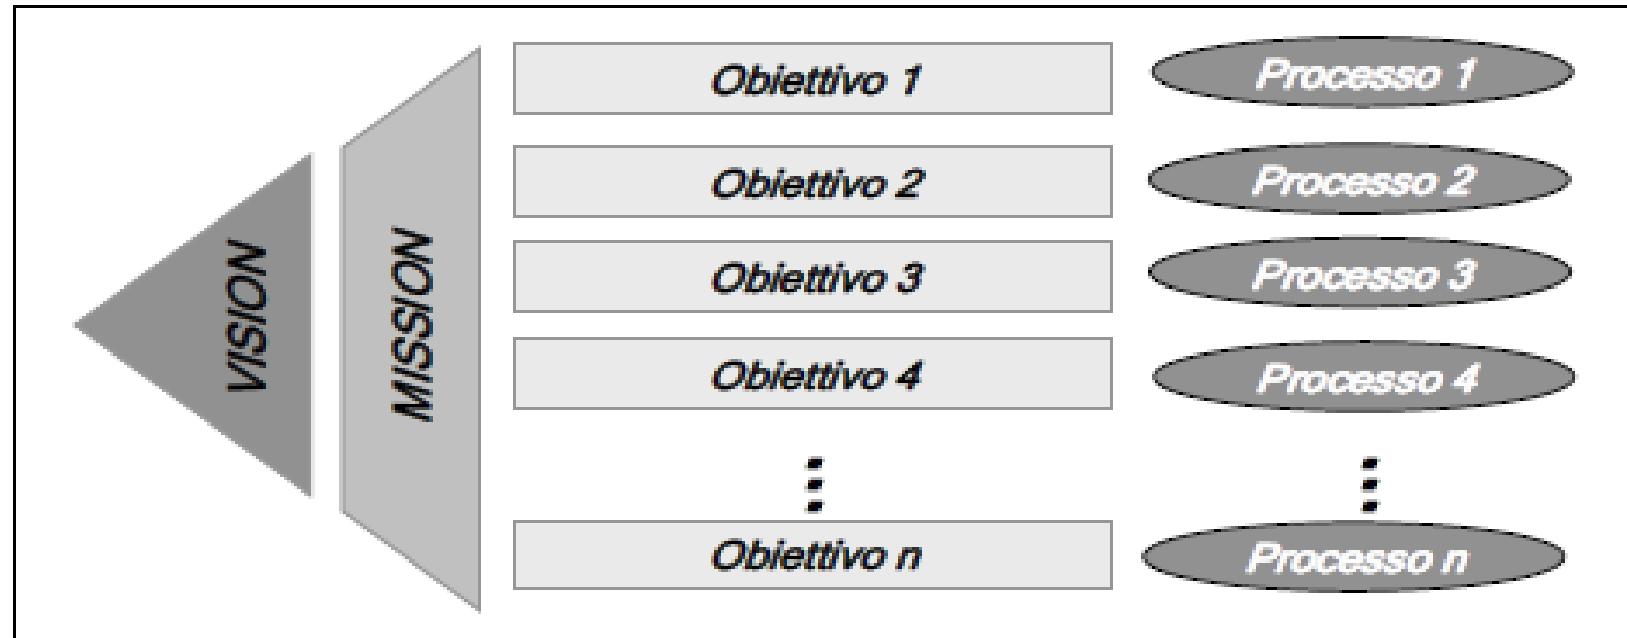 VISION
MISSION
Obiettivo 1
Processo 1
Obiettivo 2
Processo 2
Obiettivo 3
Processo 3
Obiettivo 4
Processo 4
Obiettivo n
Processo n